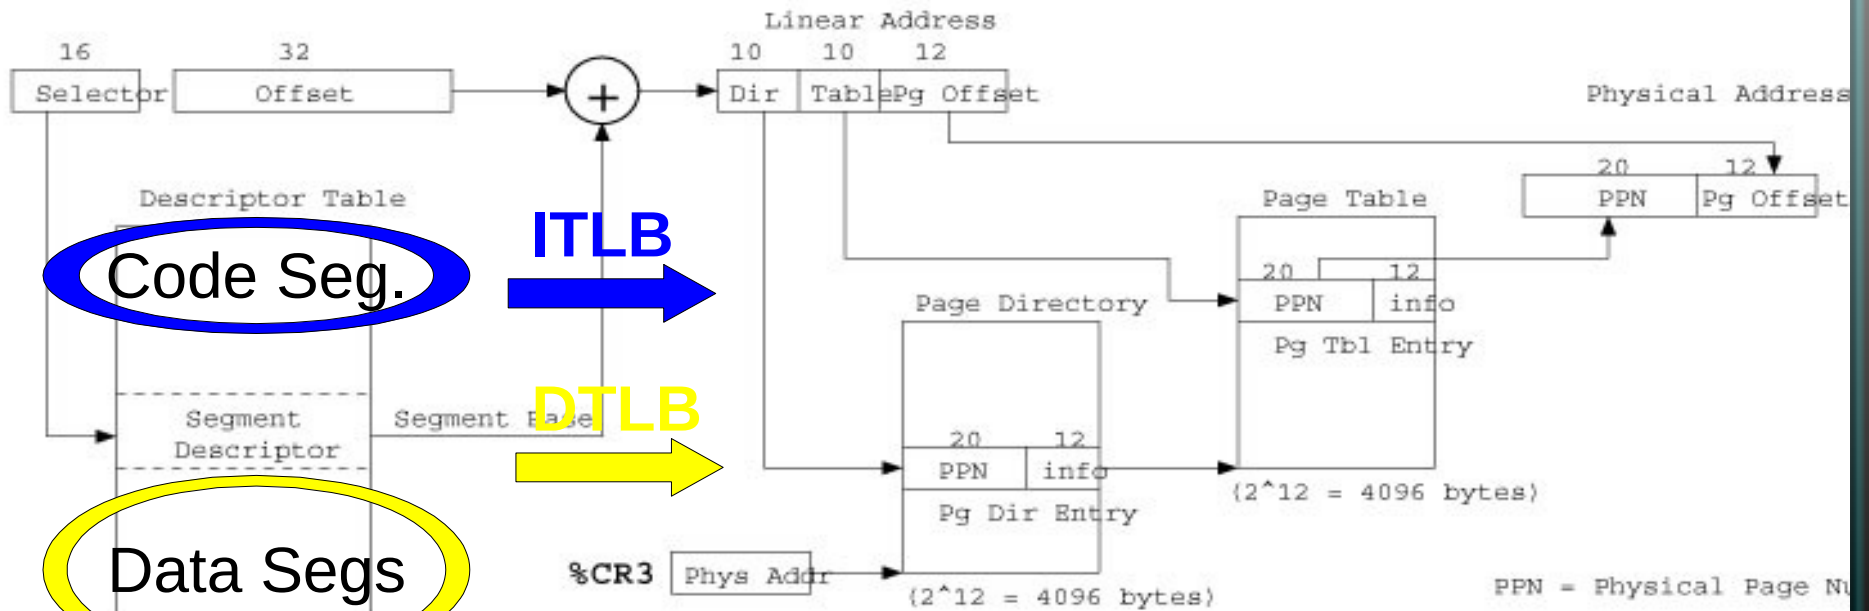 Linear Address
16 32 10 10 12
Selector Offset + Dir Table Pg Offset
Physical Address
20 12
PPN Pg Offset
Descriptor Table
Page Table
ITLB
Code Seg.
20 12
PPN info
Page Directory
Pg Tbl Entry
DTLB
Segment Descriptor
Segment Base
20 12
PPN info
(2^12 = 4096 bytes)
Pg Dir Entry
Data Segs
%CR3 Phys Addr
(2^12 = 4096 bytes)
PPN = Physical Page